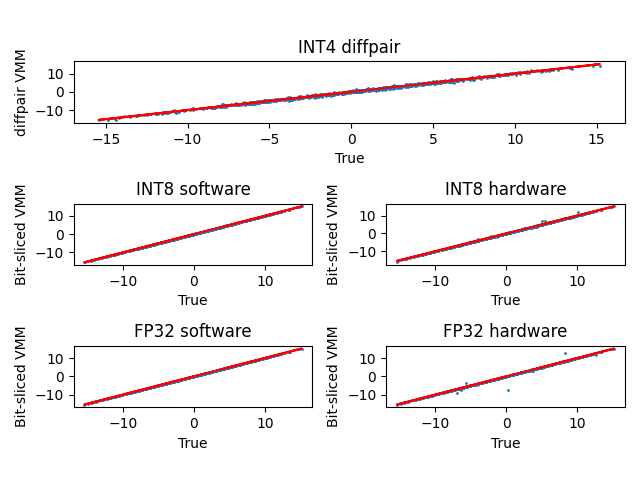 INT4 diffpair
diffpair VMM
10
0
−10
−15
−10
−5
0
5
10
15
True
INT8 software
Bit-sliced VMM
10
0
−10
−10
0
10
True
INT8 hardware
Bit-sliced VMM
10
0
−10
−10
0
10
True
FP32 software
Bit-sliced VMM
10
0
−10
−10
0
10
True
FP32 hardware
Bit-sliced VMM
10
0
−10
−10
0
10
True